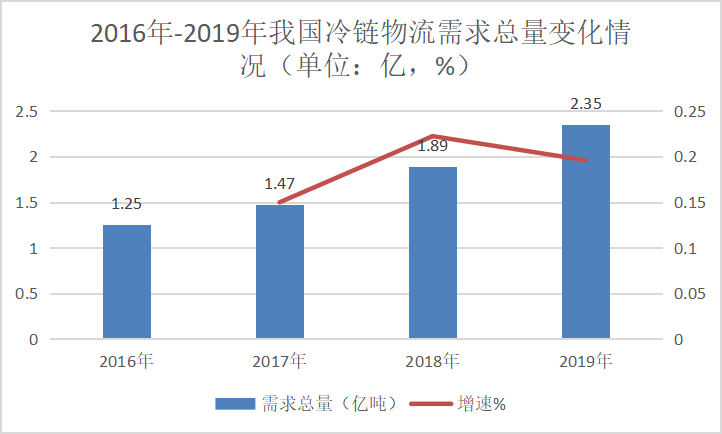 2016年-2019年我国冷链物流需求总量变化情
况（单位：亿，%）
2.5
2
1.5
1
0.5
0
0.25
0.2
0.15
0.1
0.05
0
1.25
1.47
1.89
2.35
2016年
2017年
2018年
2019年
需求总量（亿吨）
增速%